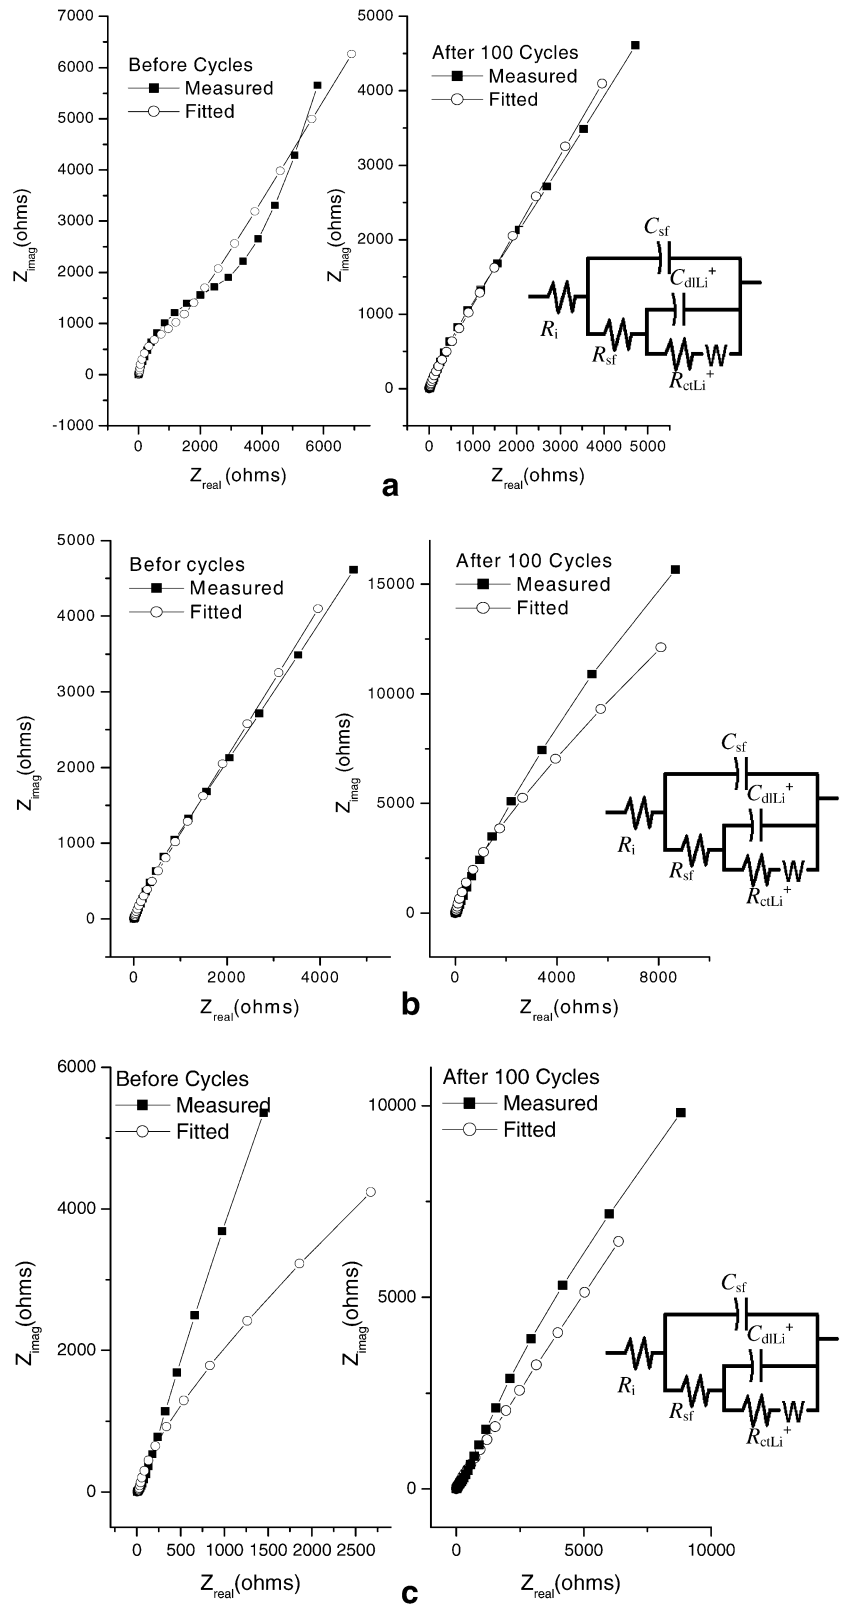 Before Cycles
Measured
Fitted
7000
6000
5000
4000
3000
2000
1000
0
-1000
Z_imag(ohms)
0 2000 4000 6000
Z_real (ohms)
After 100 Cycles
Measured
Fitted
5000
4000
3000
2000
1000
0
Z_imag(ohms)
0 1000 2000 3000 4000 5000
Z_real (ohms)
C_sf
C_dlLi^+
R_i
R_sf
W
R_ctLi^+
a
Befor cycles
Measured
Fitted
5000
4000
3000
2000
1000
0
Z_imag(ohms)
0 2000 4000
Z_real(ohms)
After 100 Cycles
Measured
Fitted
15000
10000
5000
0
Z_imag (ohms)
0 4000 8000
Z_real(ohms)
C_sf
C_dlLi^+
R_i
R_sf
W
R_ctLi^+
b
Before Cycles
Measured
Fitted
6000
4000
2000
0
Z_imag(ohms)
0 500 1000 1500 2000 2500
Z_real(ohms)
After 100 Cycles
Measured
Fitted
10000
5000
0
Z_imag(ohms)
0 5000 10000
Z_real(ohms)
C_sf
C_dlLi^+
R_i
R_sf
W
R_ctLi^+
c